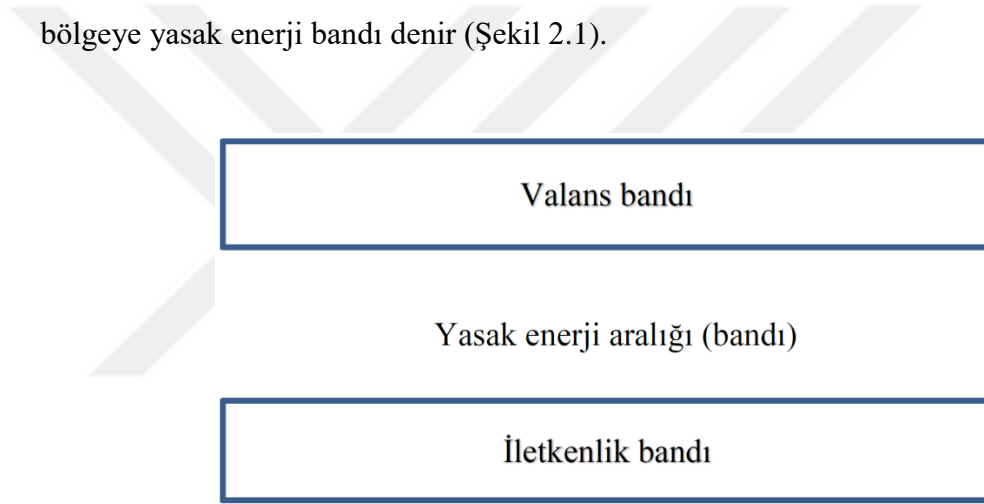 bölgeye yasak enerji bandı denir (Şekil 2.1).
Valans bandı
Yasak enerji aralığı (bandı)
İletkenlik bandı